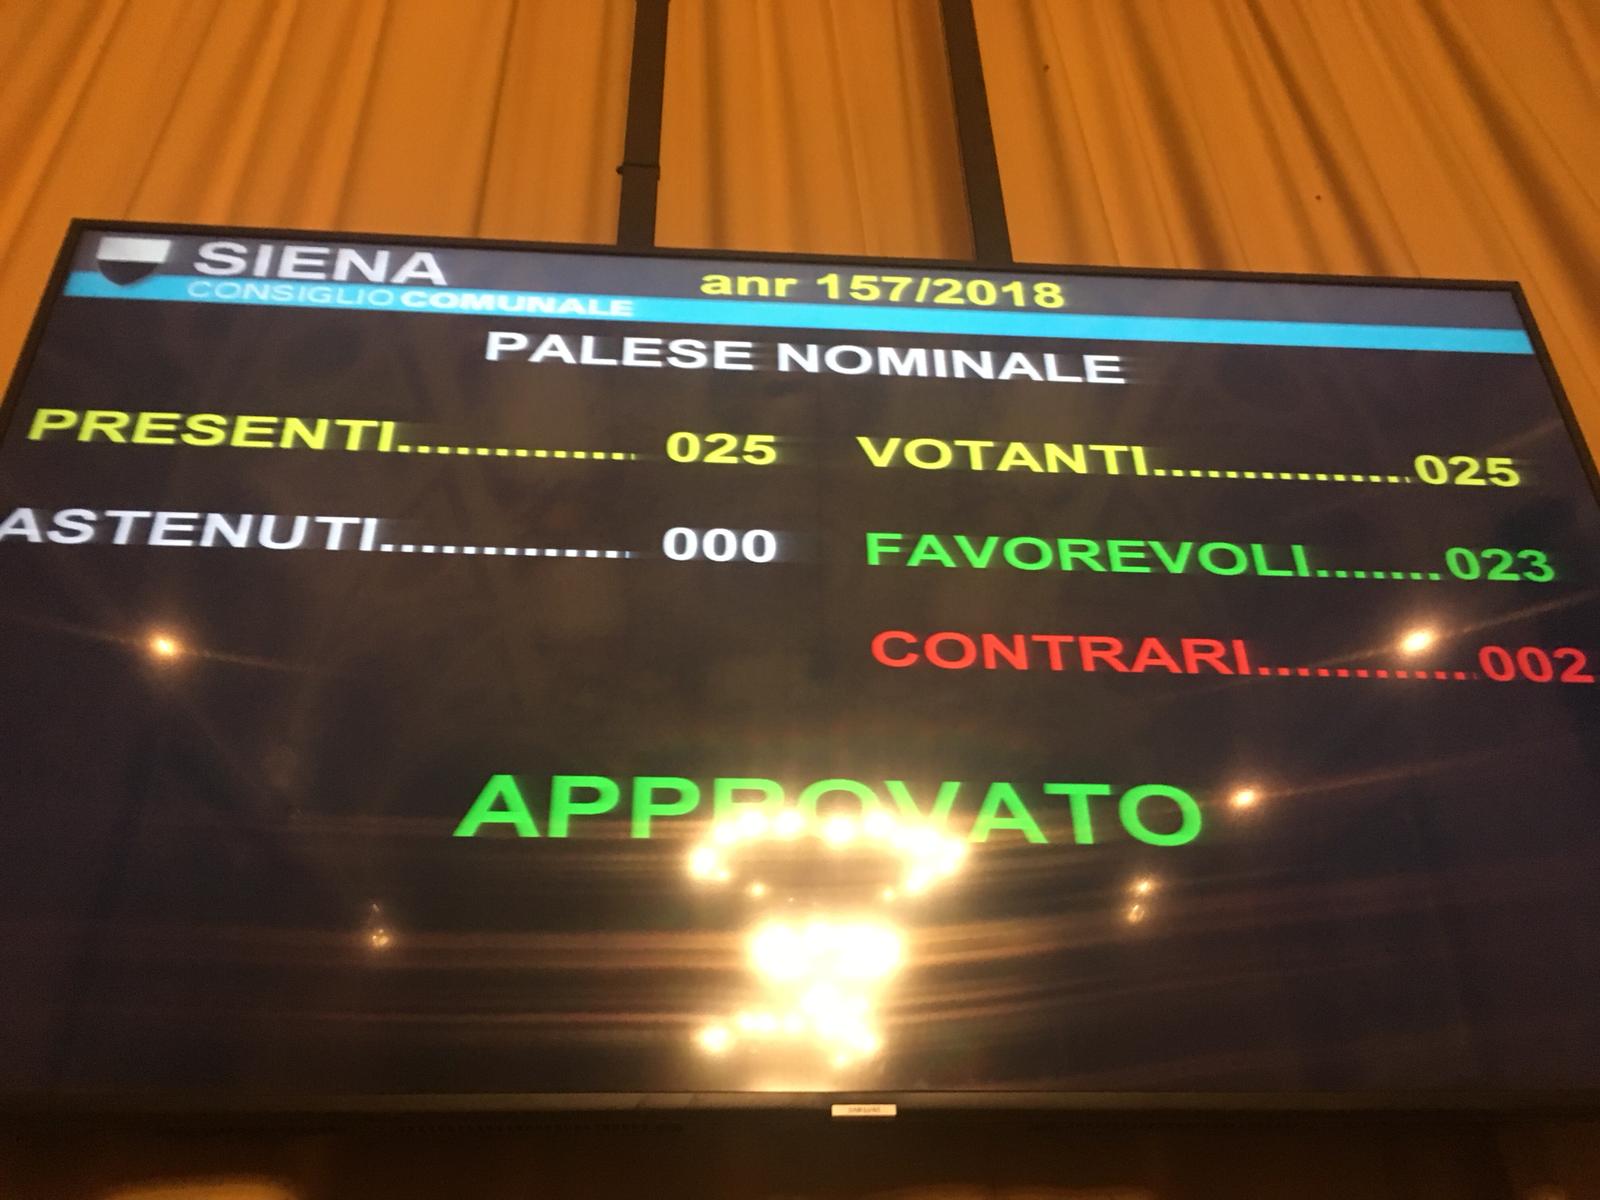 SIENA
CONSIGLIO COMUNALE
anr 157/2018
PALESE NOMINALE
PRESENTI............. 025
VOTANTI..............025
ASTENUTI............. 000
FAVOREVOLI.......023
CONTRARI............002
APPROVATO
SAMSUNG